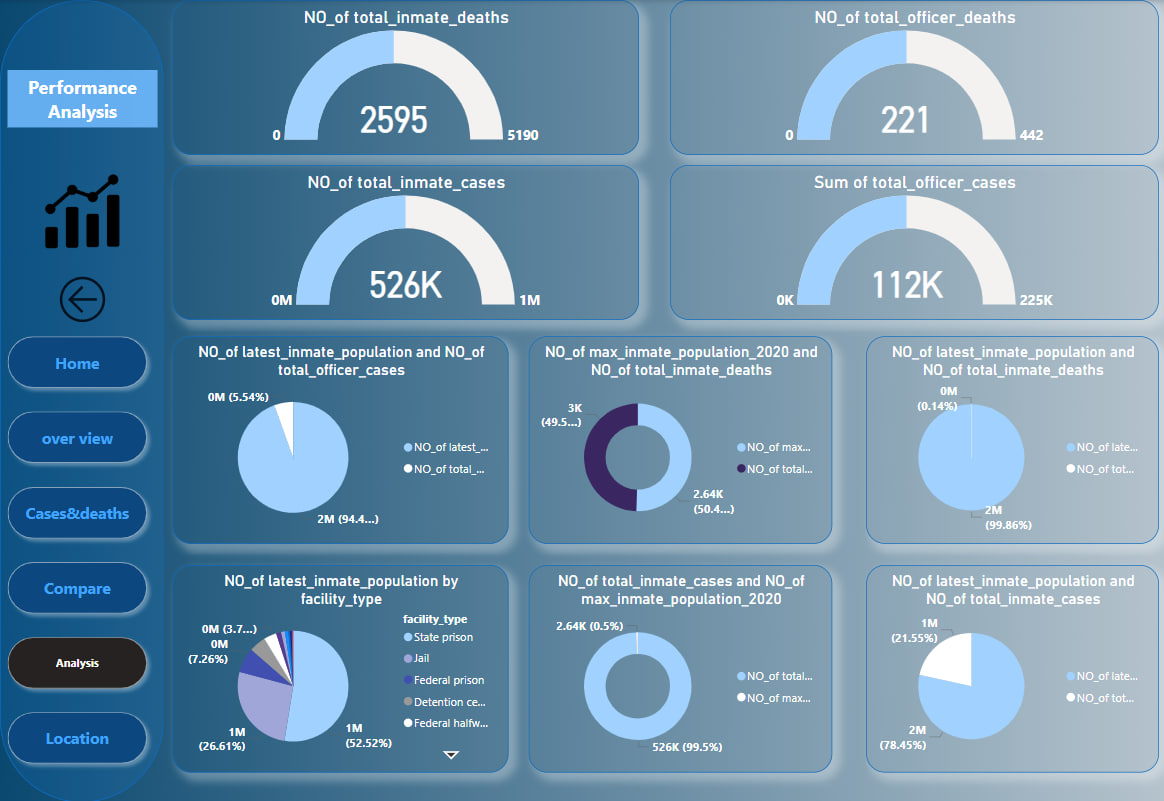 Performance
Analysis
Home
over view
Cases&deaths
Compare
Analysis
Location
NO_of total_inmate_deaths
2595
0
5190
NO_of total_officer_deaths
221
0
442
NO_of total_inmate_cases
526K
0M
1M
Sum of total_officer_cases
112K
0K
225K
NO_of latest_inmate_population and NO_of
total_officer_cases
0M (5.54%)
2M (94.4...)
NO_of latest_...
NO_of total_...
NO_of max_inmate_population_2020 and
NO_of total_inmate_deaths
3K
(49.5...)
2.64K
(50.4...)
NO_of max...
NO_of total...
NO_of latest_inmate_population and
NO_of total_inmate_deaths
0M
(0.14%)
2M
(99.86%)
NO_of late...
NO_of tot...
NO_of latest_inmate_population by
facility_type
0M (3.7...)
0M
(7.26%)
1M
(26.61%)
1M
(52.52%)
facility_type
State prison
Jail
Federal prison
Detention ce...
Federal halfw...
NO_of total_inmate_cases and NO_of
max_inmate_population_2020
2.64K (0.5%)
526K (99.5%)
NO_of total...
NO_of max...
NO_of latest_inmate_population and
NO_of total_inmate_cases
1M
(21.55%)
2M
(78.45%)
NO_of late...
NO_of tot...